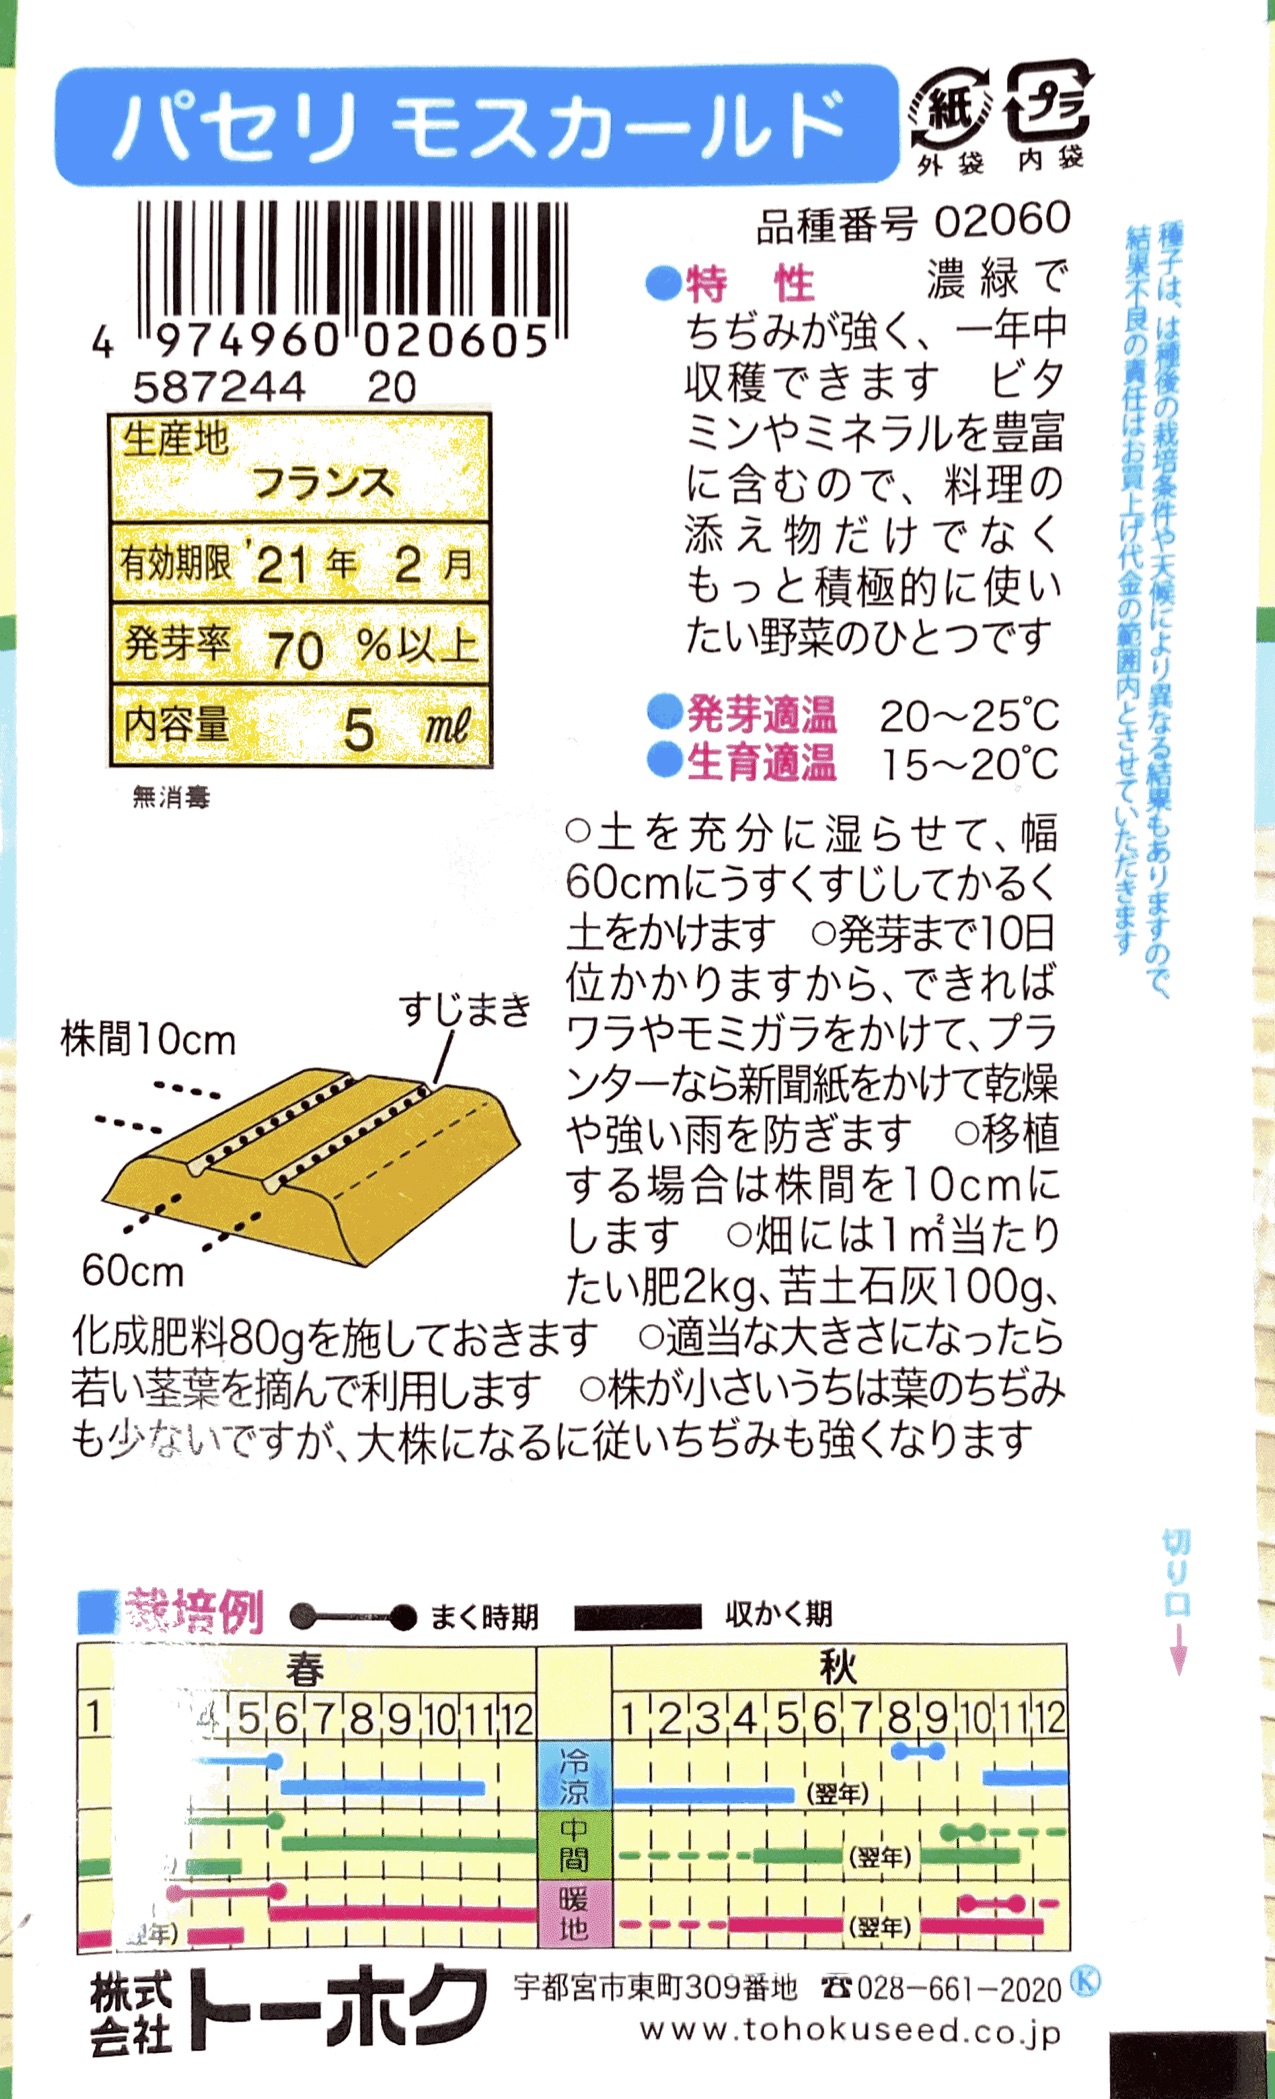 パセリ モスカールド
紙
外袋
プラ
内袋
4 974960 020605
587244 20
品種番号 02060
●特 性 濃緑で
ちぢみが強く、一年中
収穫できます ビタ
ミンやミネラルを豊富
に含むので、料理の
添え物だけでなく
もっと積極的に使い
たい野菜のひとつです
生産地
フランス
有効期限 '21年 2月
発芽率 70 %以上
内容量 5 ㎖
無消毒
●発芽適温 20〜25℃
●生育適温 15〜20℃
種子は、は種後の栽培条件や天候により異なる結果もありますので、
結果不良の責任はお買上げ代金の範囲内とさせていただきます
○土を充分に湿らせて、幅
60cmにうすくすじしてかるく
土をかけます ○発芽まで10日
位かかりますから、できれば
ワラやモミガラをかけて、プラ
ンターなら新聞紙をかけて乾燥
や強い雨を防ぎます ○移植
する場合は株間を10cmに
します ○畑には1㎡当たり
たい肥2kg、苦土石灰100g、
化成肥料80gを施しておきます ○適当な大きさになったら
若い茎葉を摘んで利用します ○株が小さいうちは葉のちぢみ
も少ないですが、大株になるに従いちぢみも強くなります
すじまき
株間10cm
60cm
切り口
栽培例 まく時期 収かく期
春 秋
1 4 5 6 7 8 9 10 11 12 1 2 3 4 5 6 7 8 9 10 11 12
冷涼 (翌年)
中間 (翌年)
暖地 (翌年)
年)
株式会社 トーホク
宇都宮市東町309番地 ☎028-661-2020 Ⓚ
www.tohokuseed.co.jp